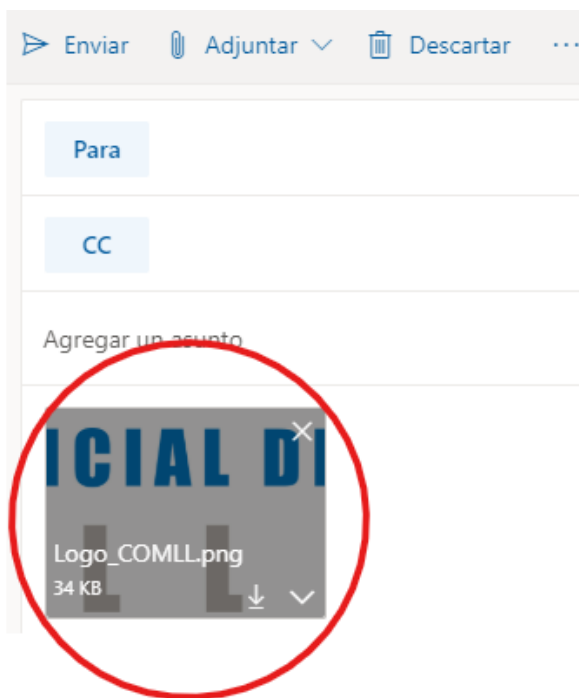 Enviar Adjuntar Descartar ...
Para
CC
Agregar un asunto
ICIAL DI
Logo_COMLL.png
34 KB
L L